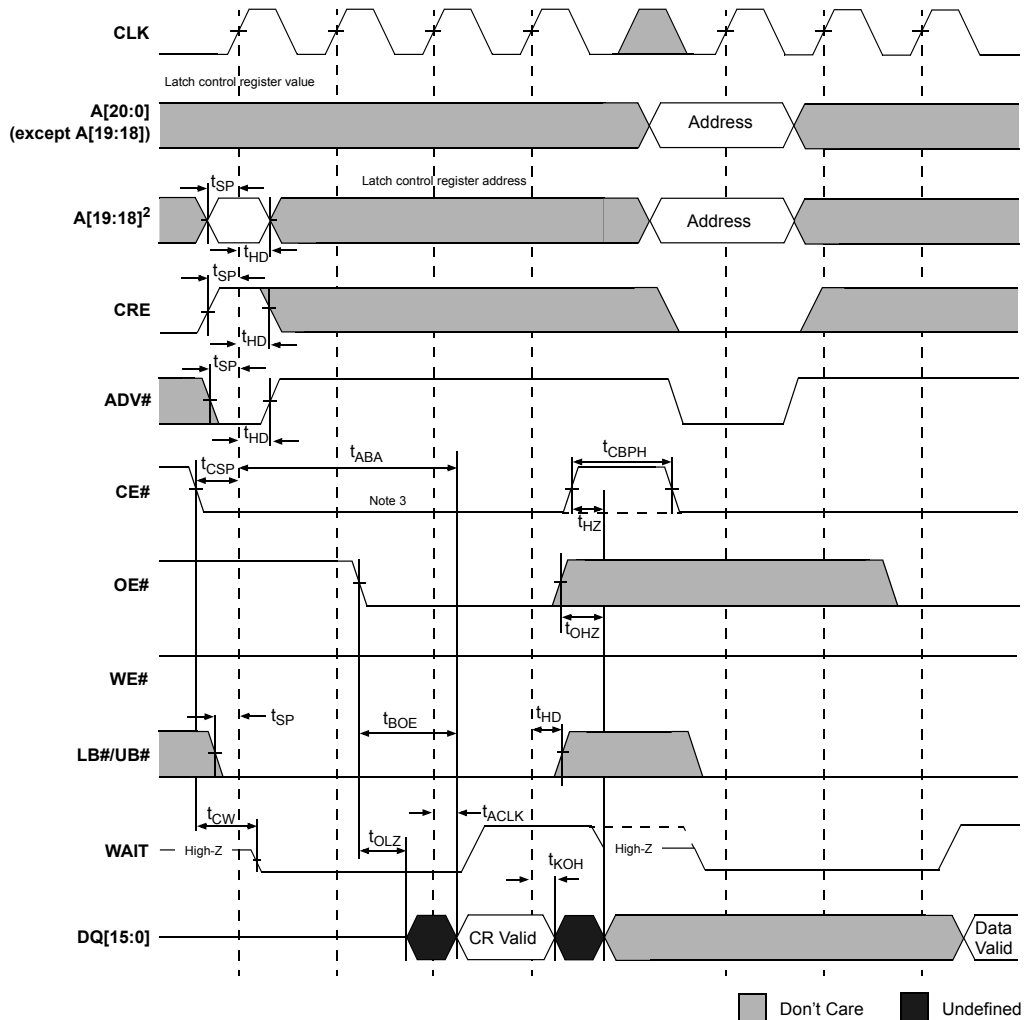 CLK
Latch control register value
A[20:0]
(except A[19:18])
Address
tSP
Latch control register address
A[19:18]2
Address
tHD
tSP
CRE
tHD
tSP
ADV#
tHD
tCSP
tABA
tCBPH
CE#
Note 3
tHZ
OE#
tOHZ
WE#
tSP
tBOE
tHD
LB#/UB#
tCW
tACLK
tOLZ
WAIT
High-Z
High-Z
tKOH
DQ[15:0]
CR Valid
Data
Valid
Don't Care
Undefined